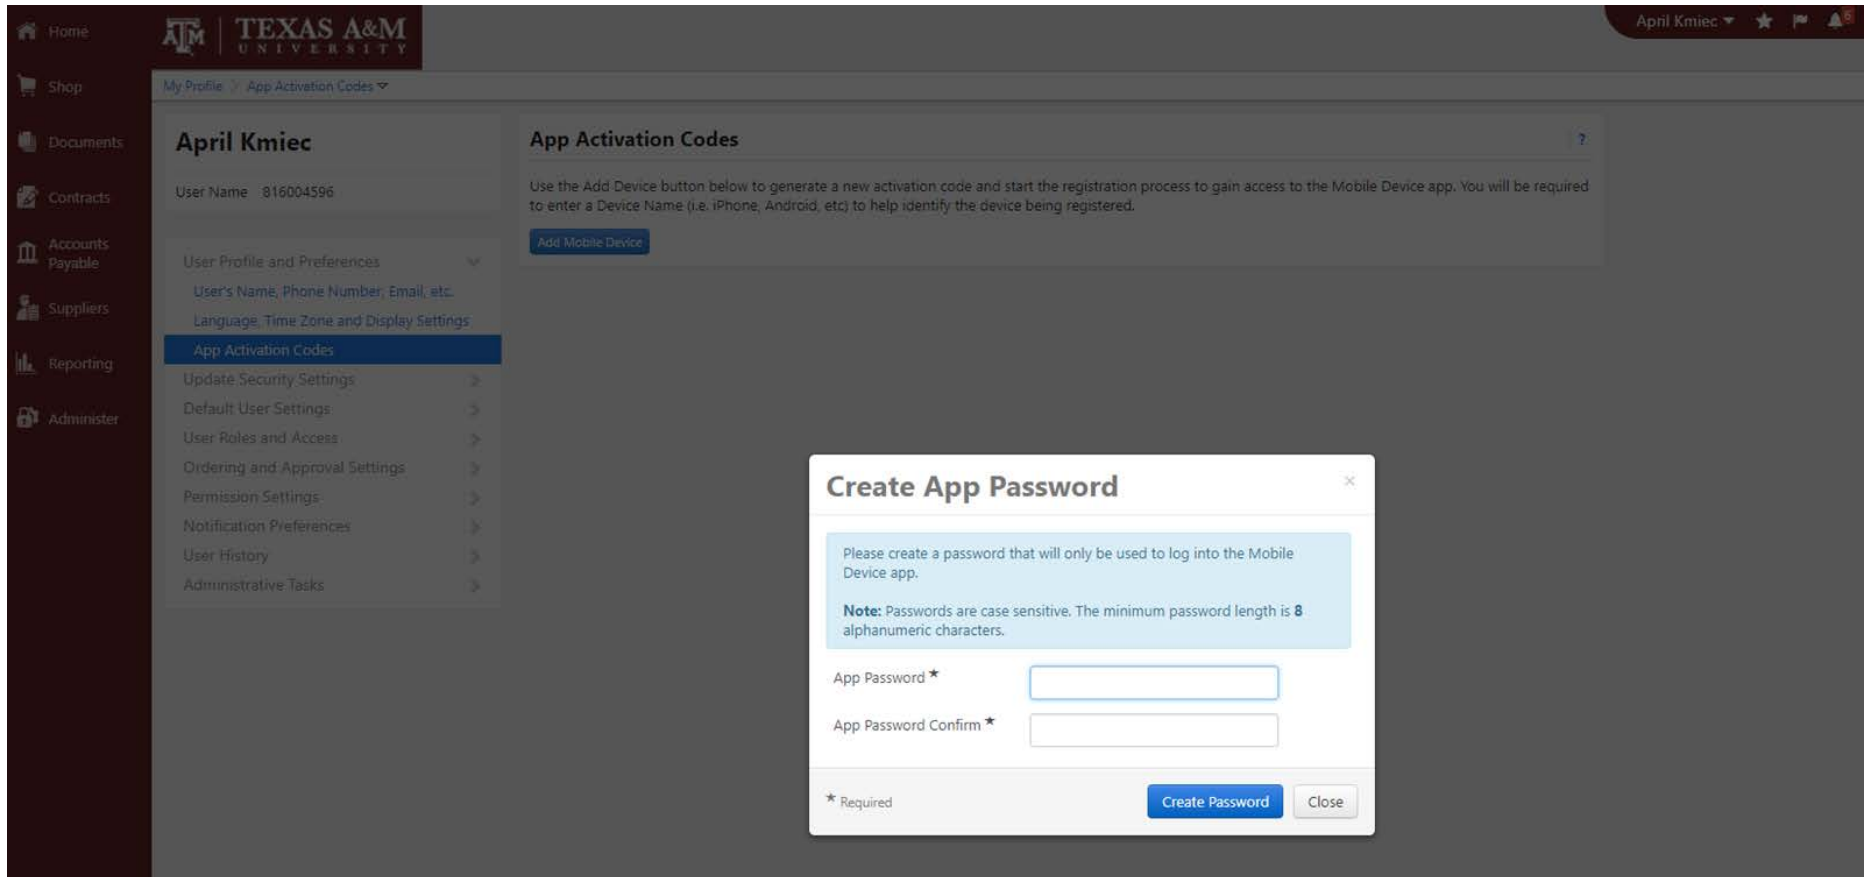 Home
ĀTM | TEXAS A&M
UNIVERSITY
April Kmiec
6
Shop
My Profile > App Activation Codes
Documents
Contracts
Accounts
Payable
Suppliers
Reporting
Administer
April Kmiec
User Name 816004596
User Profile and Preferences
User's Name, Phone Number, Email, etc.
Language, Time Zone and Display Settings
App Activation Codes
Update Security Settings
Default User Settings
User Roles and Access
Ordering and Approval Settings
Permission Settings
Notification Preferences
User History
Administrative Tasks
App Activation Codes
?
Use the Add Device button below to generate a new activation code and start the registration process to gain access to the Mobile Device app. You will be required
to enter a Device Name (i.e. iPhone, Android, etc) to help identify the device being registered.
Add Mobile Device
Create App Password
×
Please create a password that will only be used to log into the Mobile
Device app.
Note: Passwords are case sensitive. The minimum password length is 8
alphanumeric characters.
App Password ★
App Password Confirm ★
★ Required
Create Password
Close